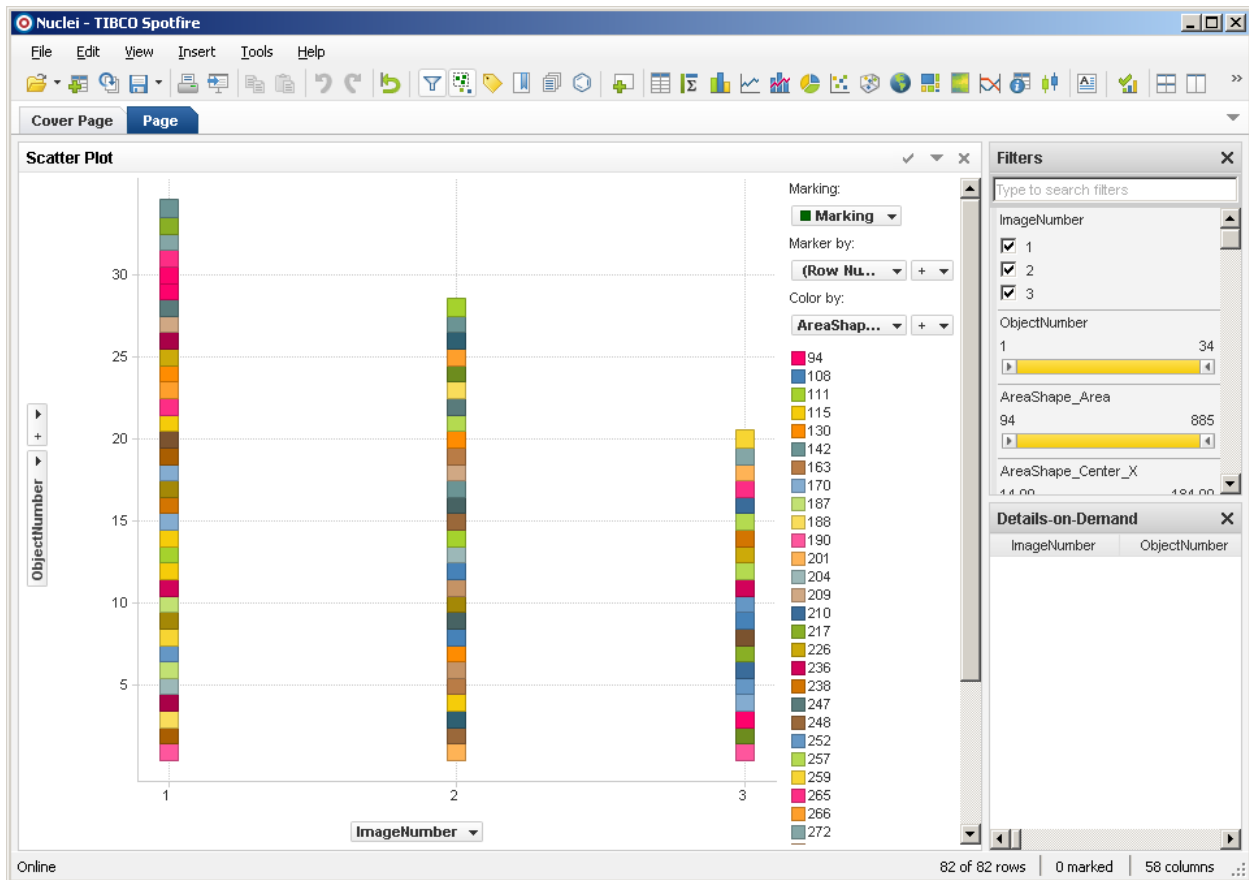 Nuclei - TIBCO Spotfire
File Edit View Insert Tools Help
Cover Page Page
Scatter Plot
30
25
20
15
10
5
+
ObjectNumber
1 2 3
ImageNumber
Marking:
Marking
Marker by:
(Row Nu... +
Color by:
AreaShap... +
94
108
111
115
130
142
163
170
187
188
190
201
204
209
210
217
226
236
238
247
248
252
257
259
265
266
272
Filters
Type to search filters
ImageNumber
1
2
3
ObjectNumber
1 34
AreaShape_Area
94 885
AreaShape_Center_X
14.00 184.00
Details-on-Demand
ImageNumber ObjectNumber
Online 82 of 82 rows 0 marked 58 columns